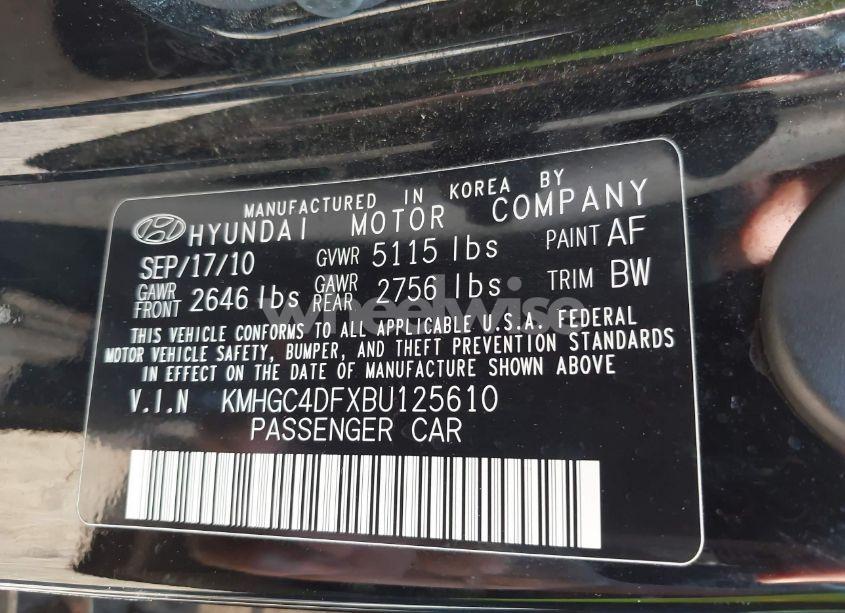 MANUFACTURED IN KOREA BY
HYUNDAI MOTOR COMPANY
SEP/17/10 GVWR 5115 lbs PAINT AF
GAWR FRONT 2646 lbs GAWR REAR 2756 lbs TRIM BW
wheelwise
THIS VEHICLE CONFORMS TO ALL APPLICABLE U.S.A. FEDERAL
MOTOR VEHICLE SAFETY, BUMPER, AND THEFT PREVENTION STANDARDS
IN EFFECT ON THE DATE OF MANUFACTURE SHOWN ABOVE
V.I.N KMHGC4DFXBU125610
PASSENGER CAR